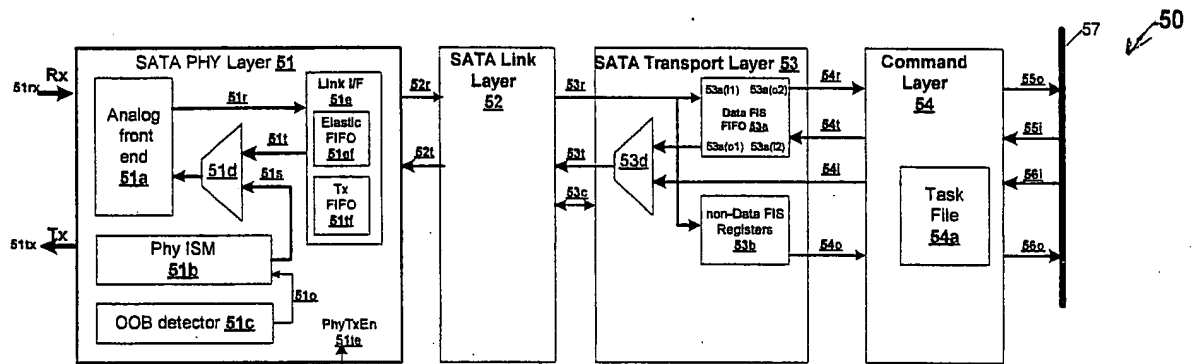 50
57
SATA PHY Layer 51
Rx
51rx
Analog front end 51a
51r
Link I/F 51e
Elastic FIFO 51ef
Tx FIFO 51tf
51t
51d
51s
Tx
51tx
Phy ISM 51b
51o
OOB detector 51c
PhyTxEn 51te
52r
52t
SATA Link Layer 52
53r
53t
53c
SATA Transport Layer 53
53a(i1) 53a(o2)
Data FIS FIFO 53a
53a(o1) 53a(i2)
53d
non-Data FIS Registers 53b
54r
54t
54i
54o
Command Layer 54
Task File 54a
55o
55i
56i
56o